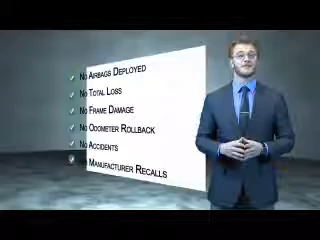 No Airbags Deployed
No Total Loss
No Frame Damage
No Odometer Rollback
No Accidents
Manufacturer Recalls